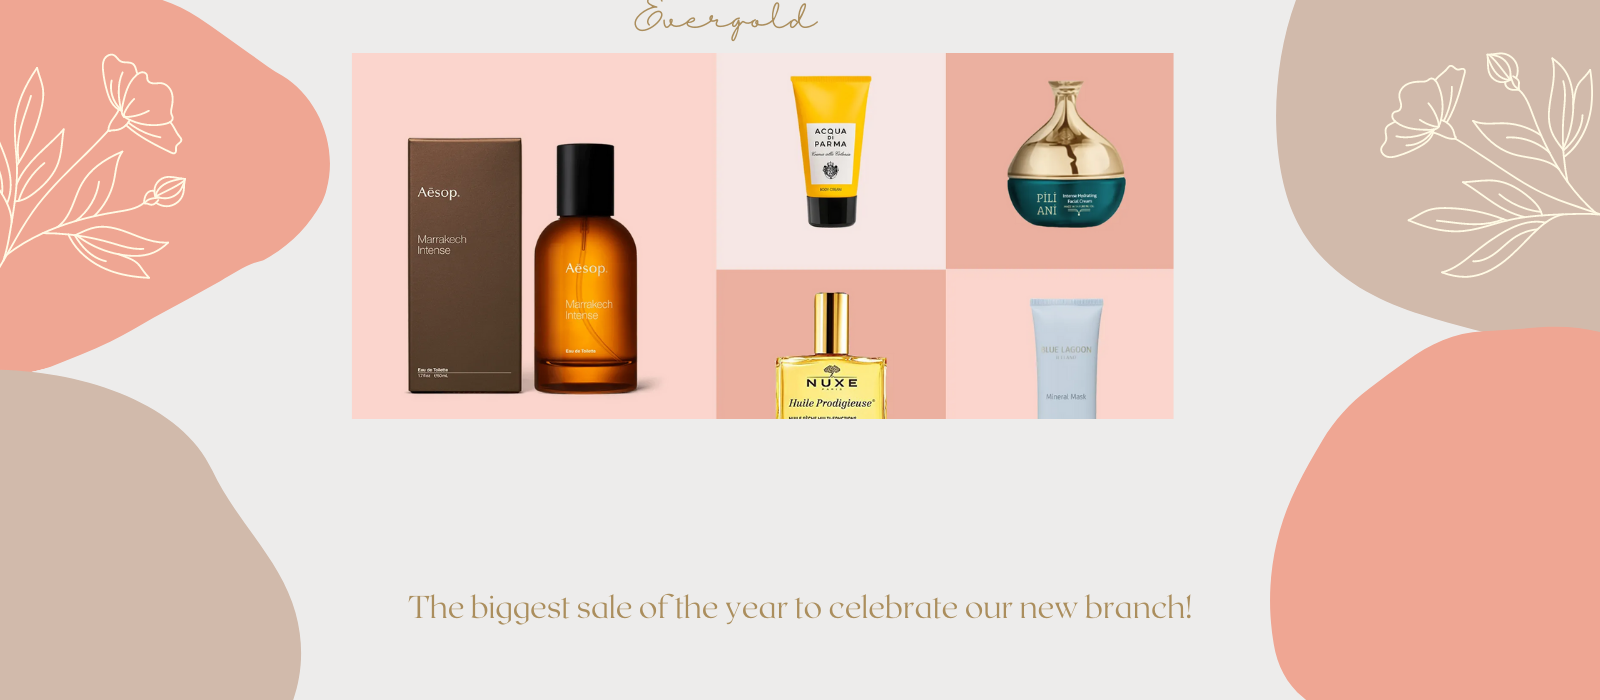 Evergold
Aēsop.
Marrakech
Intense
Eau de Toilette
Aēsop.
Marrakech
Intense
Eau de Toilette
ACQUA
DI
PARMA
BODY CREAM
PILI
ANI
Intense Hydrating
Facial Cream
NUXE
PARIS
Huile Prodigieuse®
BLUE LAGOON
ICELAND
Mineral Mask
The biggest sale of the year to celebrate our new branch!